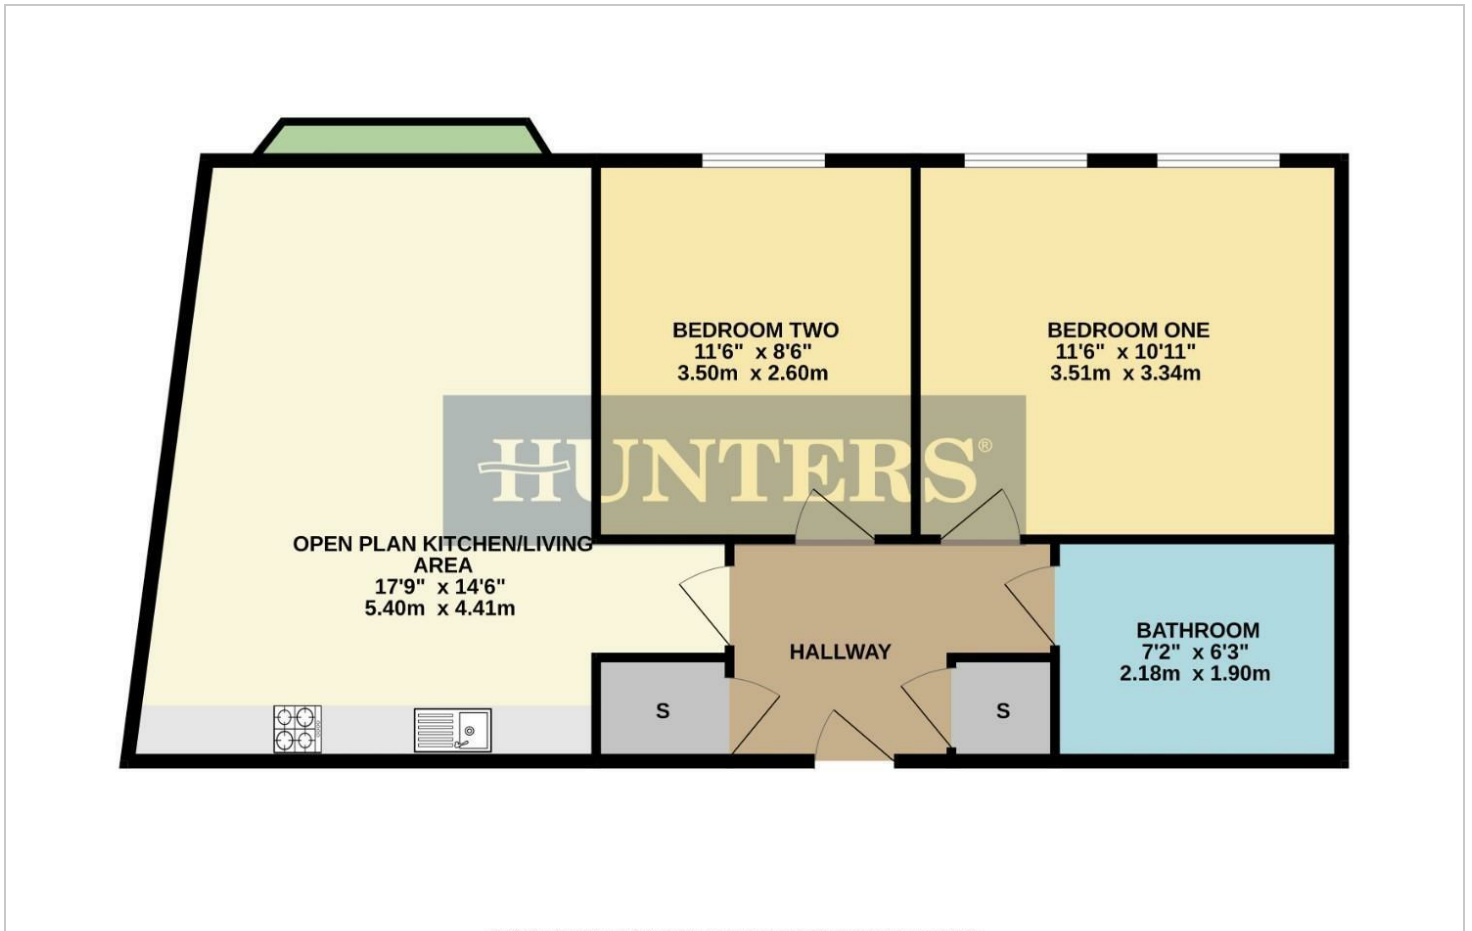 BEDROOM TWO
11'6" x 8'6"
3.50m x 2.60m
BEDROOM ONE
11'6" x 10'11"
3.51m x 3.34m
HUNTERS®
OPEN PLAN KITCHEN/LIVING
AREA
17'9" x 14'6"
5.40m x 4.41m
HALLWAY
BATHROOM
7'2" x 6'3"
2.18m x 1.90m
S
S